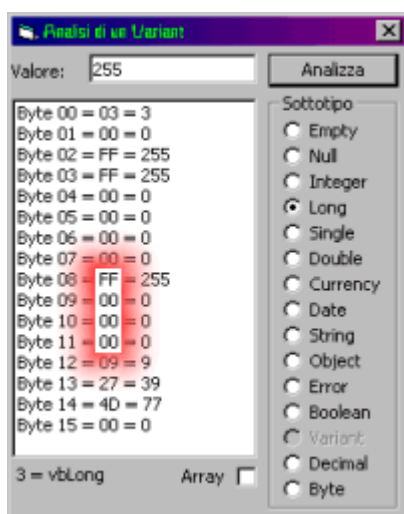 Analisi di un Variant
Valore: 255 Analizza
Byte 00 = 03 = 3
Byte 01 = 00 = 0
Byte 02 = FF = 255
Byte 03 = FF = 255
Byte 04 = 00 = 0
Byte 05 = 00 = 0
Byte 06 = 00 = 0
Byte 07 = 00 = 0
Byte 08 = FF = 255
Byte 09 = 00 = 0
Byte 10 = 00 = 0
Byte 11 = 00 = 0
Byte 12 = 09 = 9
Byte 13 = 27 = 39
Byte 14 = 4D = 77
Byte 15 = 00 = 0
3 = vbLong Array
Sottotipo
Empty
Null
Integer
Long
Single
Double
Currency
Date
String
Object
Error
Boolean
Variant
Decimal
Byte